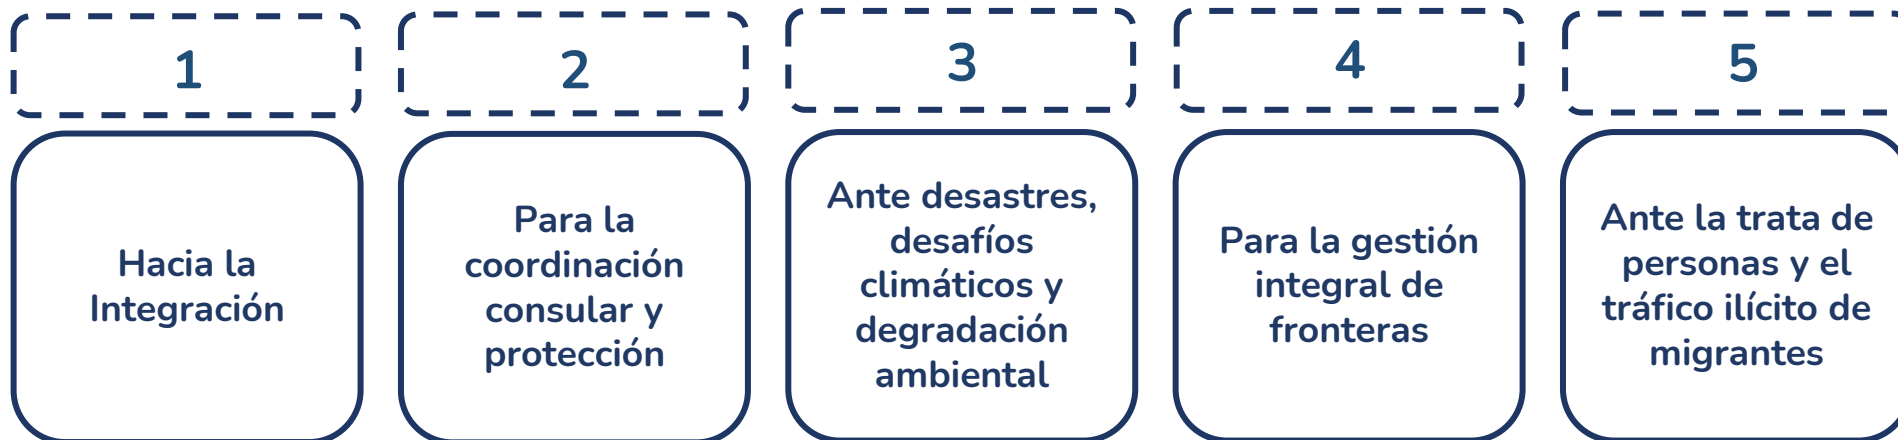 1
Hacia la
Integración
2
Para la
coordinación
consular y
protección
3
Ante desastres,
desafíos
climáticos y
degradación
ambiental
4
Para la gestión
integral de
fronteras
5
Ante la trata de
personas y el
tráfico ilícito de
migrantes